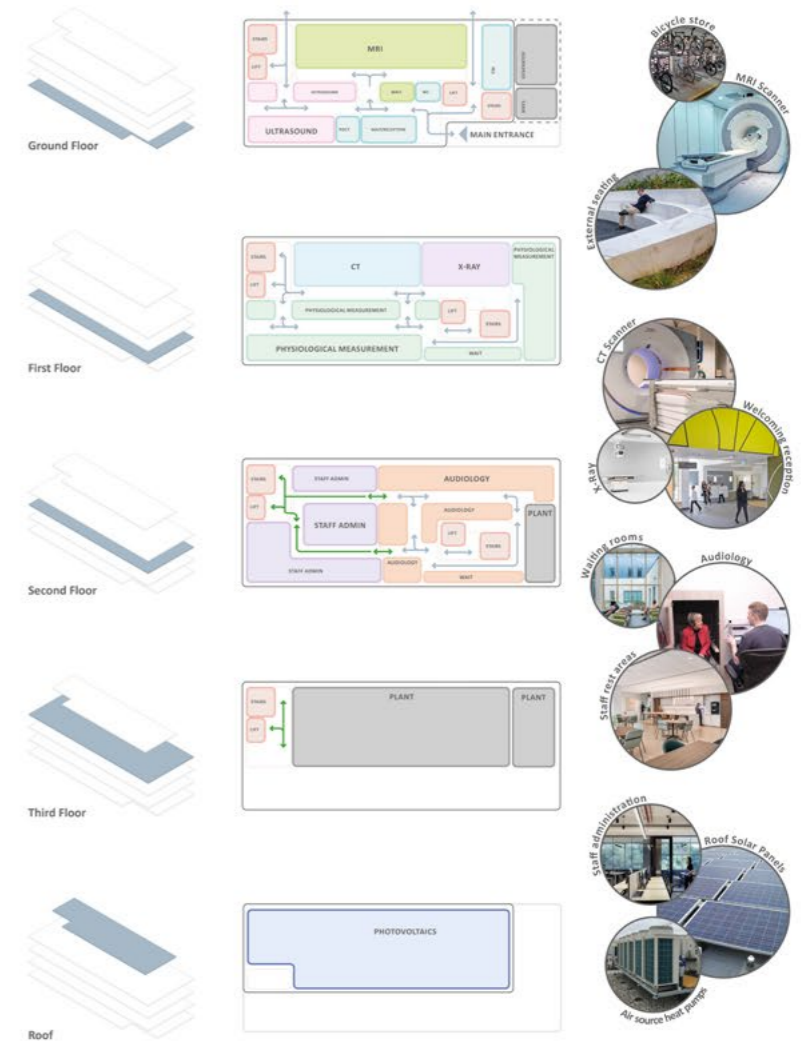 STAIRS
LIFT
MRI
ULTRASOUND
WAIT
WC
LIFT
STAIRS
ULTRASOUND
MAIN ENTRANCE
Ground Floor
Bicycle store
MRI Scanner
External seating
STAIRS
LIFT
CT
X-RAY
PHYSIOLOGICAL
MEASUREMENT
PHYSIOLOGICAL MEASUREMENT
LIFT
STAIRS
PHYSIOLOGICAL MEASUREMENT
WAIT
First Floor
CT Scanner
Welcoming reception
X-Ray
STAIRS
LIFT
STAFF ADMIN
AUDIOLOGY
STAFF ADMIN
AUDIOLOGY
PLANT
LIFT
STAIRS
STAFF ADMIN
AUDIOLOGY
WAIT
Second Floor
Waiting rooms
Audiology
Staff rest areas
STAIRS
LIFT
PLANT
PLANT
Third Floor
Staff administration
Roof Solar Panels
PHOTOVOLTAICS
Air source heat pumps
Roof